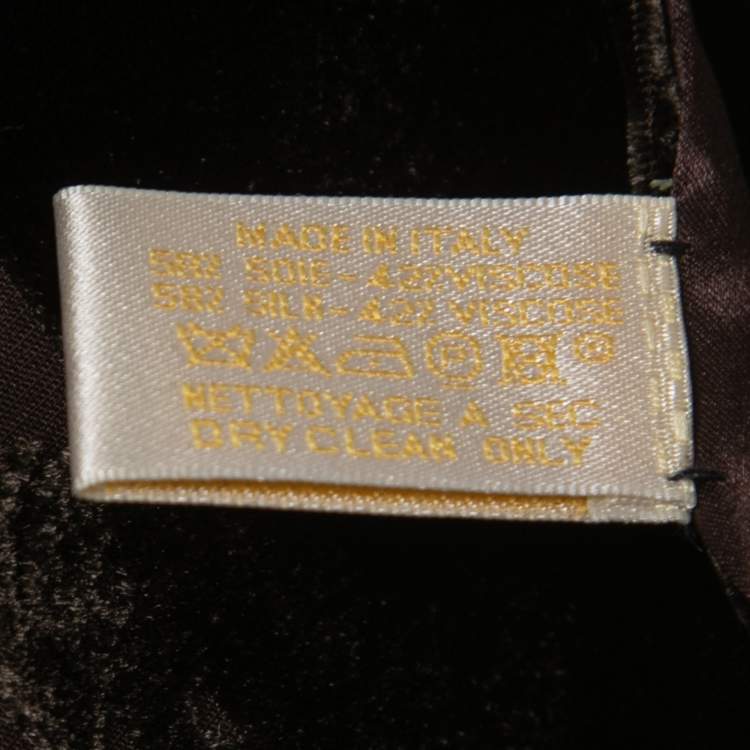 MADE IN ITALY
58% SOIE - 42% VISCOSE
58% SILK - 42% VISCOSE
P
NETTOYAGE A SEC
DRY CLEAN ONLY